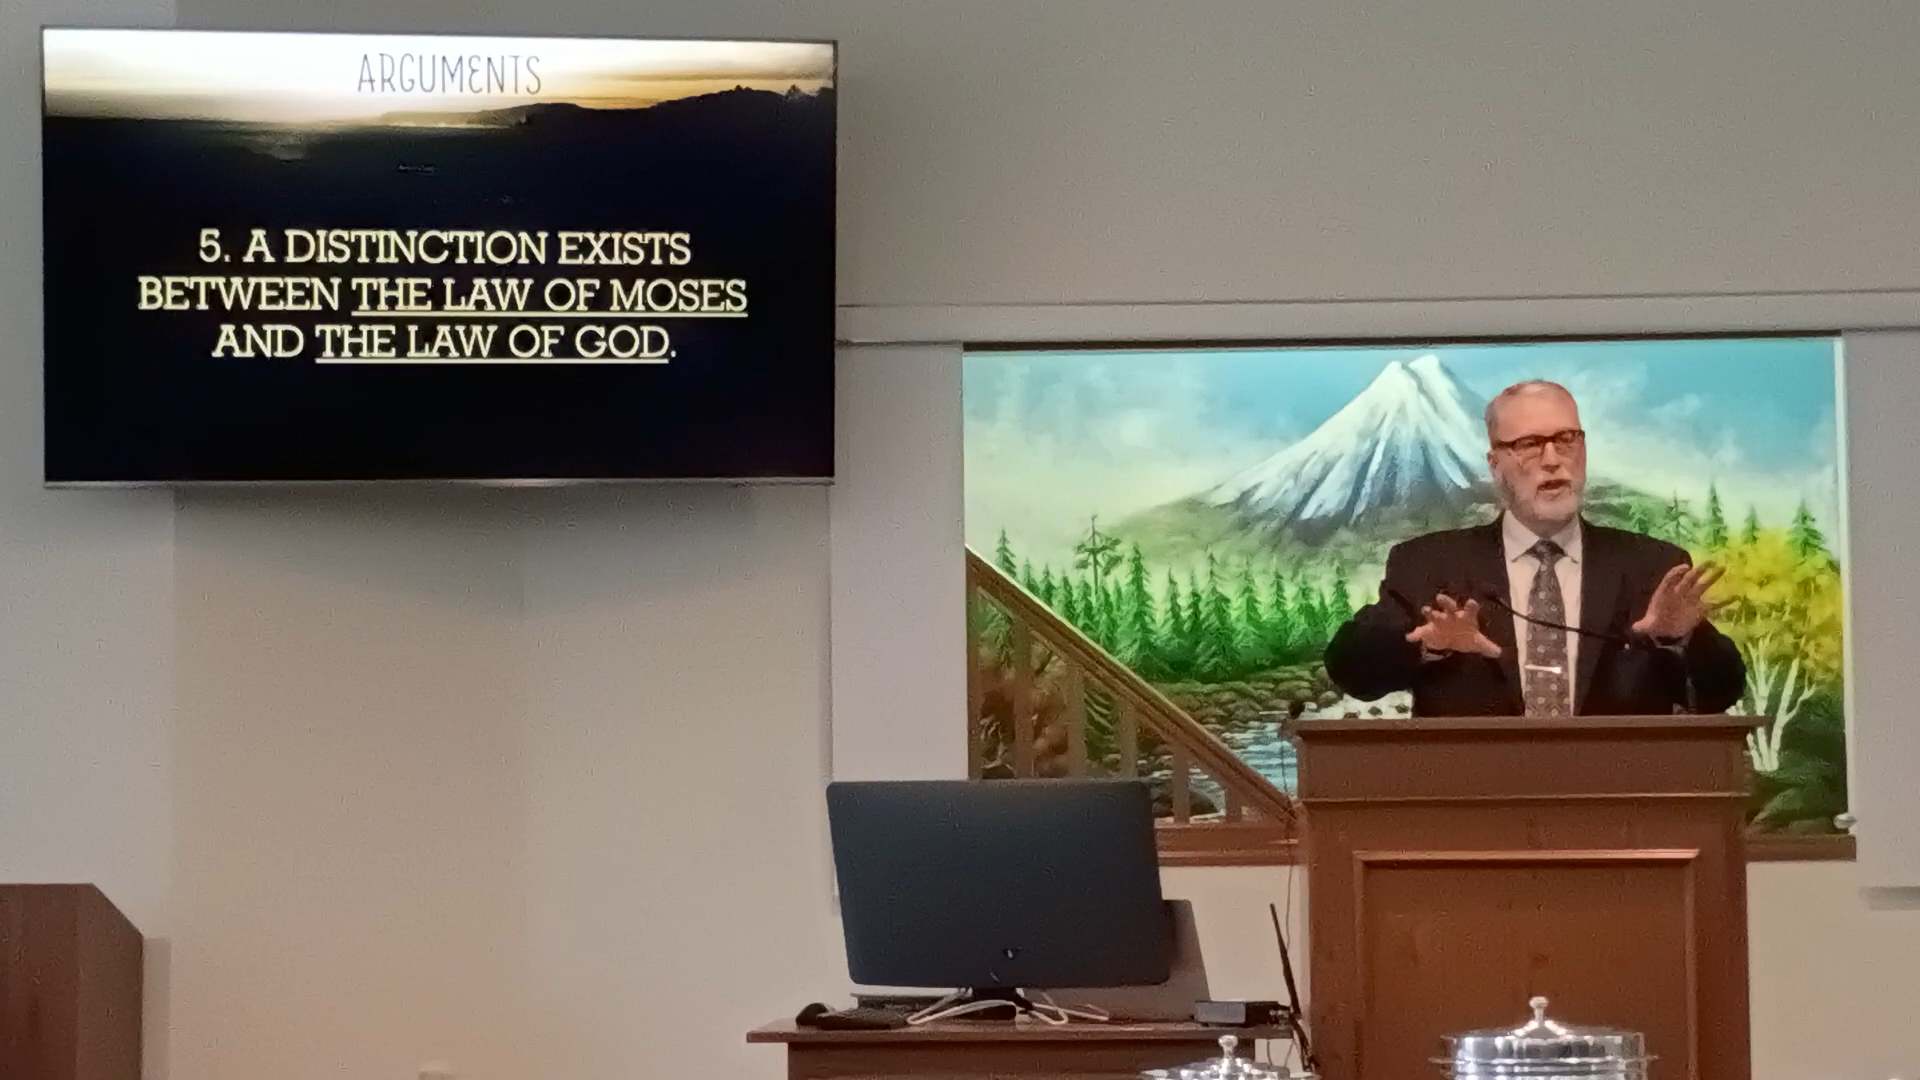 ARGUMENTS
5. A DISTINCTION EXISTS
BETWEEN THE LAW OF MOSES
AND THE LAW OF GOD.